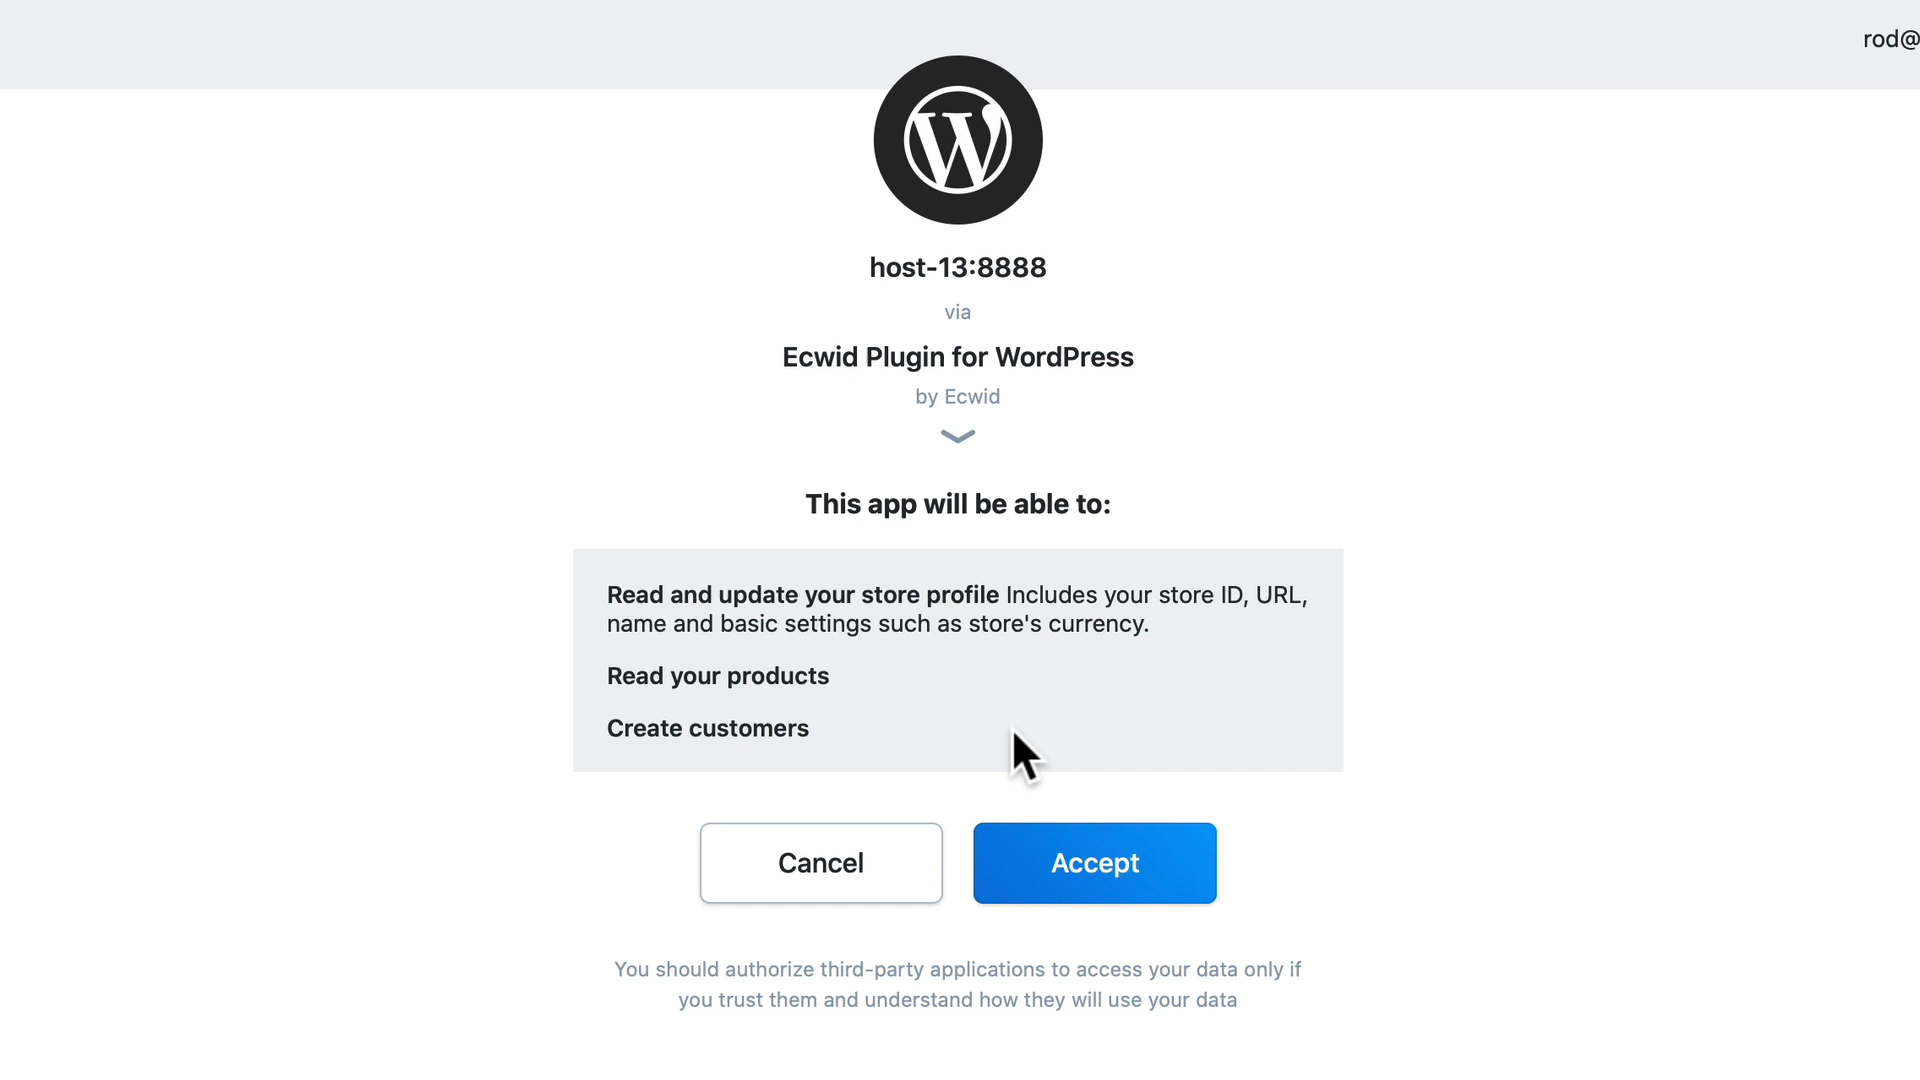 rod@
host-13:8888
via
Ecwid Plugin for WordPress
by Ecwid
This app will be able to:
Read and update your store profile Includes your store ID, URL,
name and basic settings such as store's currency.
Read your products
Create customers
Cancel
Accept
You should authorize third-party applications to access your data only if
you trust them and understand how they will use your data